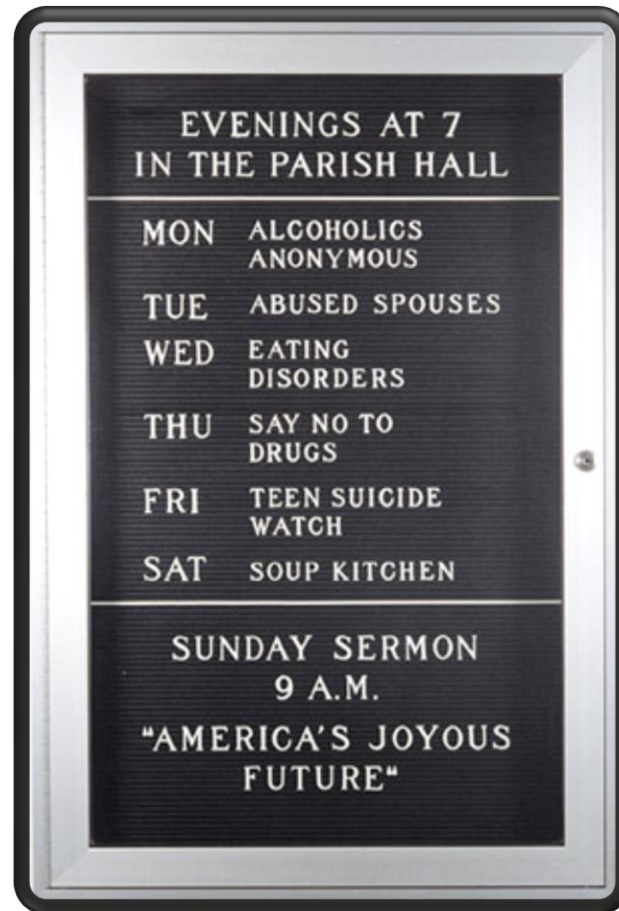 EVENINGS AT 7
IN THE PARISH HALL
MON ALCOHOLICS
ANONYMOUS
TUE ABUSED SPOUSES
WED EATING
DISORDERS
THU SAY NO TO
DRUGS
FRI TEEN SUICIDE
WATCH
SAT SOUP KITCHEN
SUNDAY SERMON
9 A.M.
"AMERICA'S JOYOUS
FUTURE"